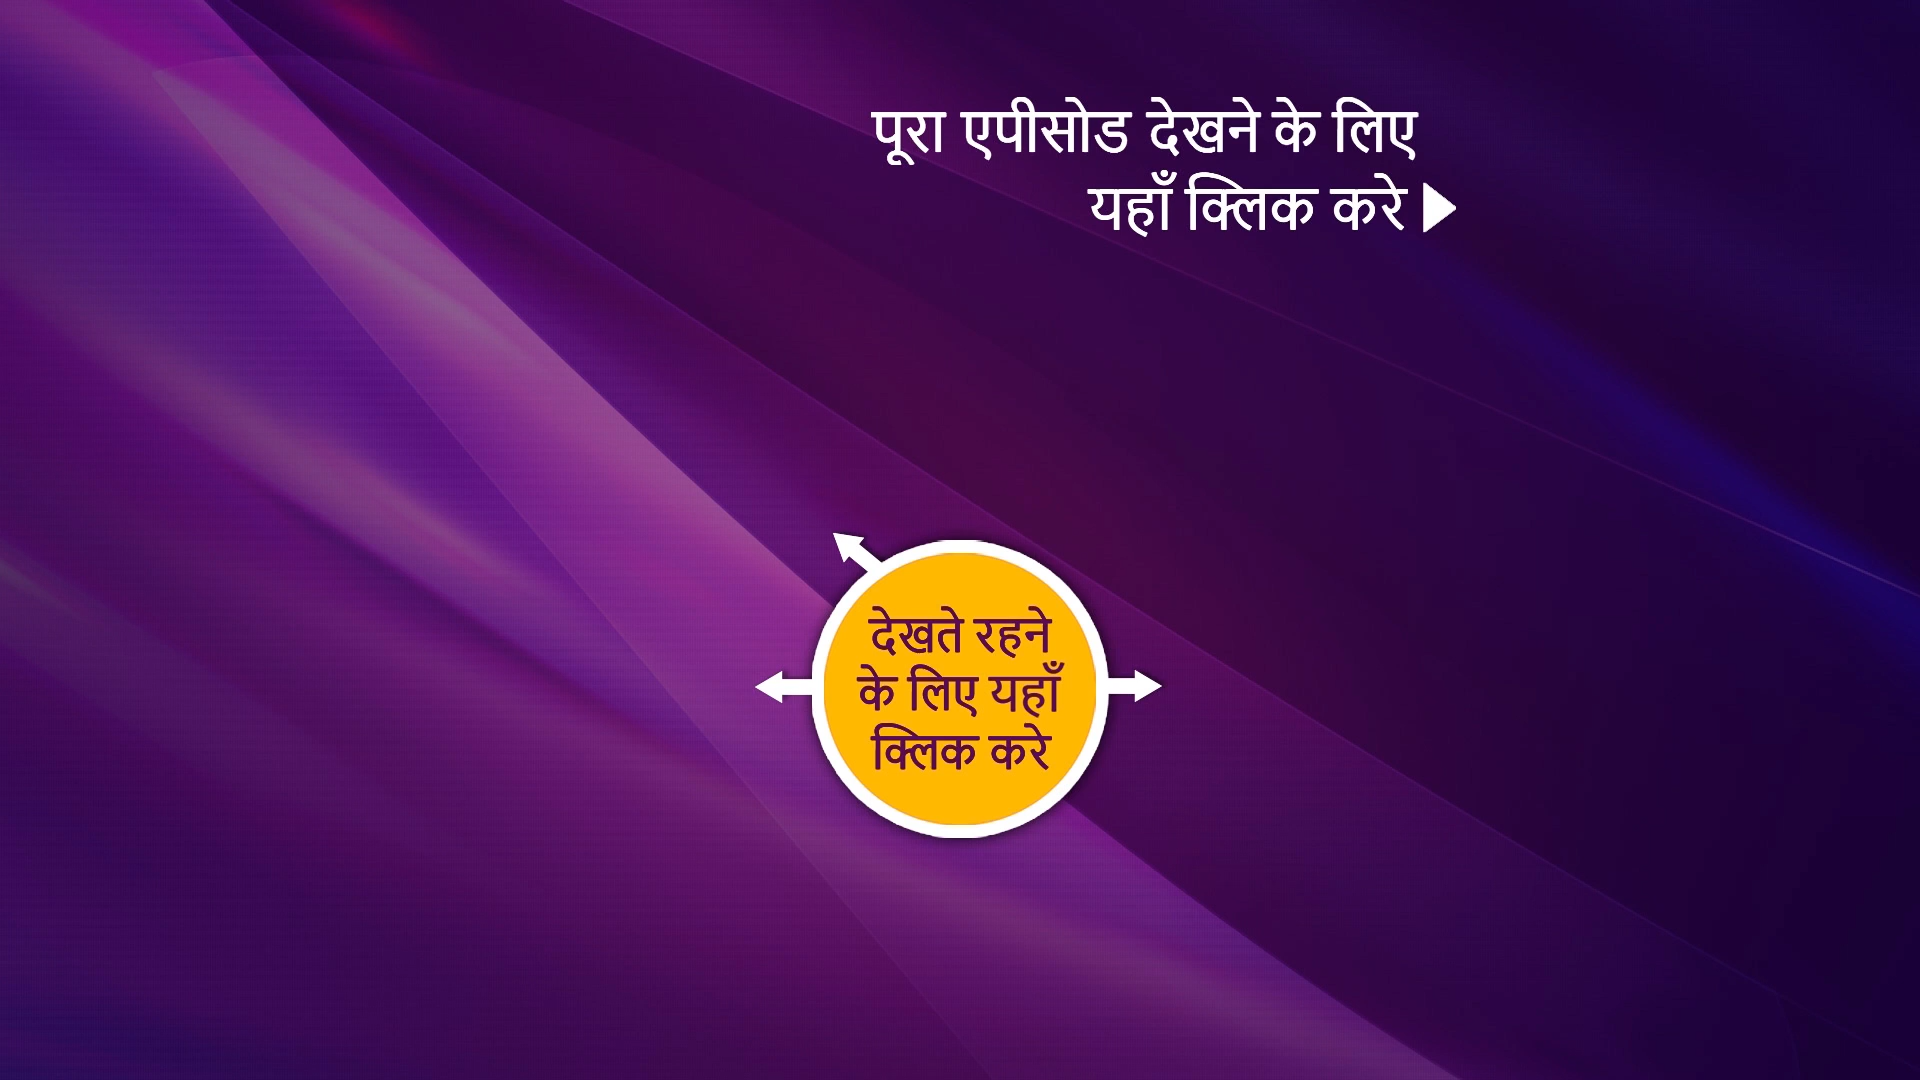 पूरा एपीसोड देखने के लिए
यहाँ क्लिक करे
देखते रहने
के लिए यहाँ
क्लिक करे